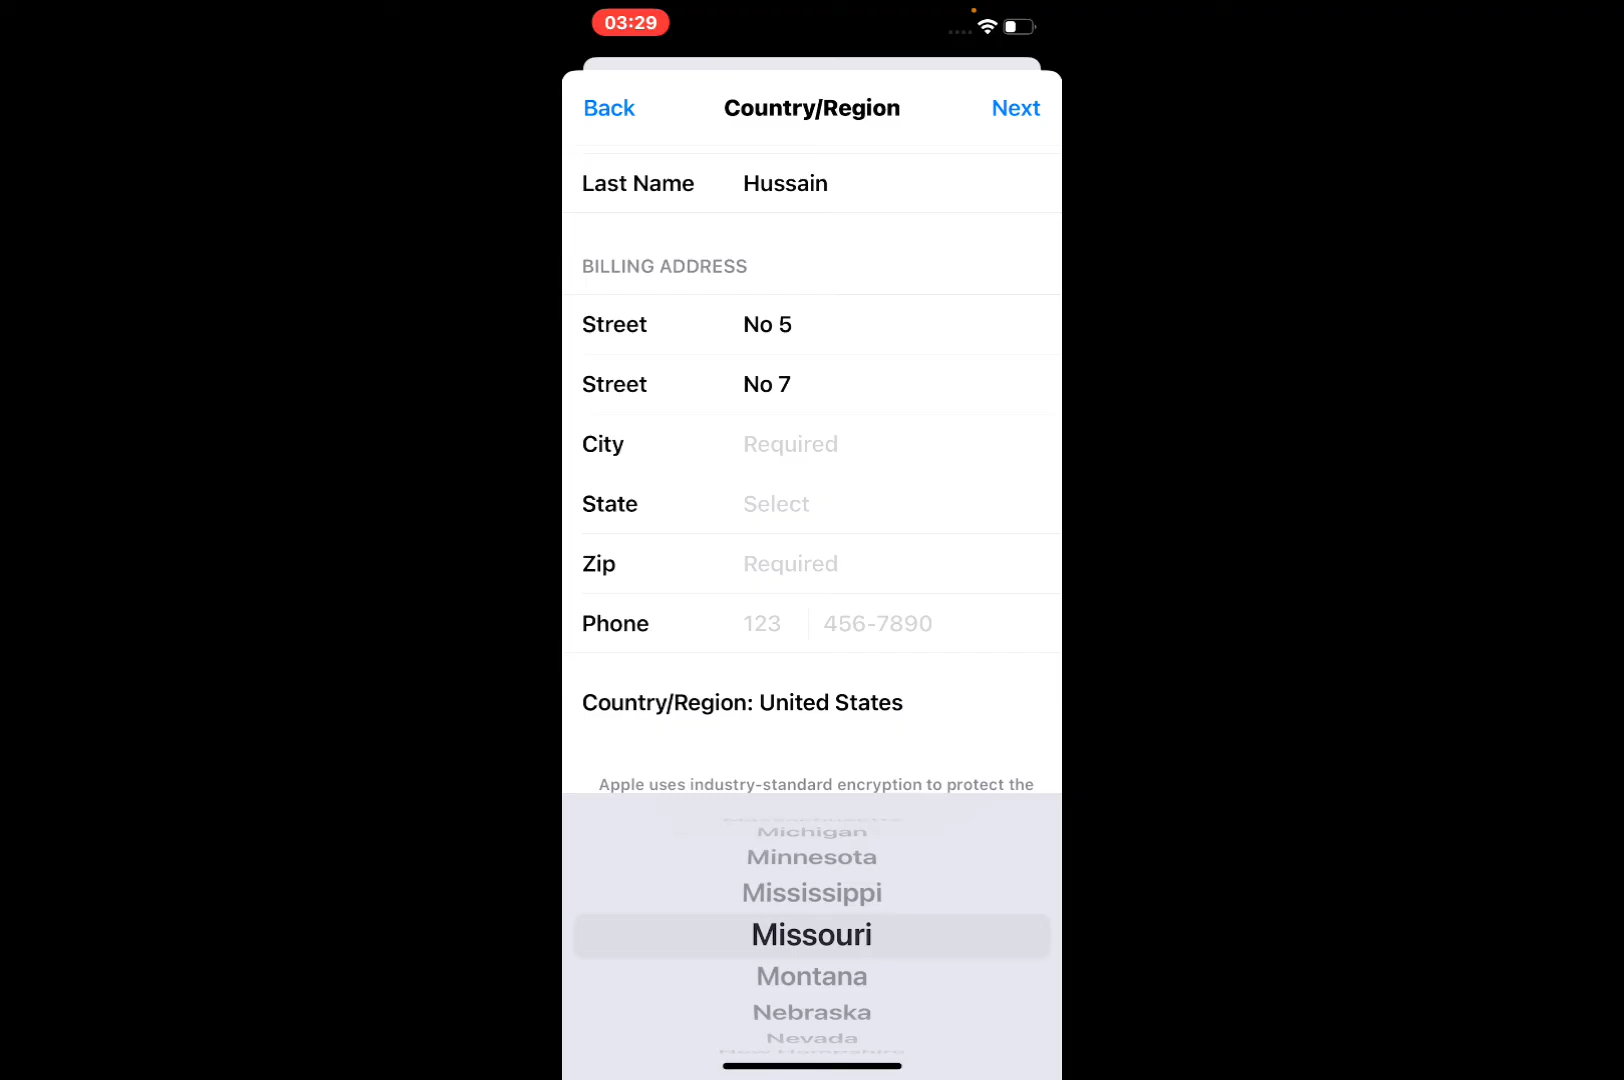 03:29
Back Country/Region Next
Last Name Hussain
BILLING ADDRESS
Street No 5
Street No 7
City Required
State Select
Zip Required
Phone 123 456-7890
Country/Region: United States
Apple uses industry-standard encryption to protect the
Michigan
Minnesota
Mississippi
Missouri
Montana
Nebraska
Nevada
New Hampshire